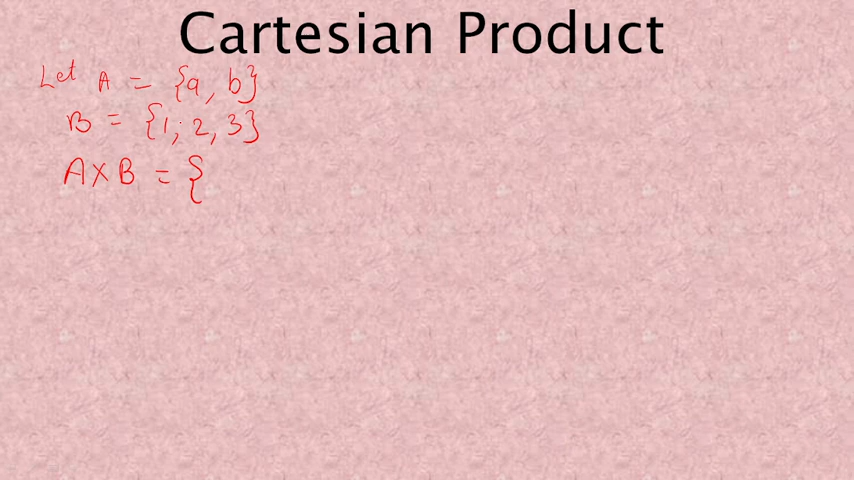 Cartesian Product
Let A = {a, b}
B = {1, 2, 3}
A X B = {